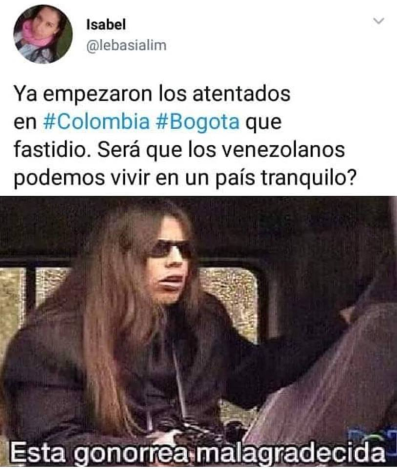 Isabel
@lebasialim
Ya empezaron los atentados
en #Colombia #Bogota que
fastidio. Será que los venezolanos
podemos vivir en un país tranquilo?
Esta gonorrea malagradecida